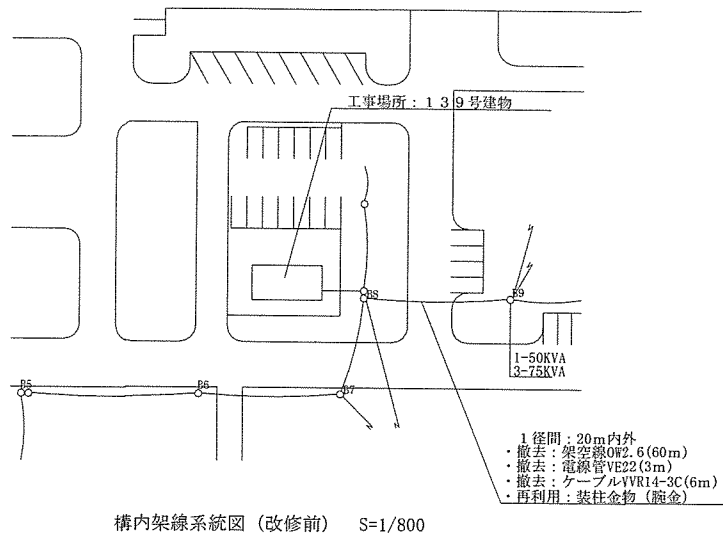 工事場所：１３９号建物
B8
B9
1-50KVA
3-75KVA
B5
B6
B7
１径間：20m内外
・撤去：架空線OW2.6(60m)
・撤去：電線管VE22(3m)
・撤去：ケーブルVVR14-3C(6m)
・再利用：装柱金物（腕金）
構内架線系統図（改修前） S=1/800